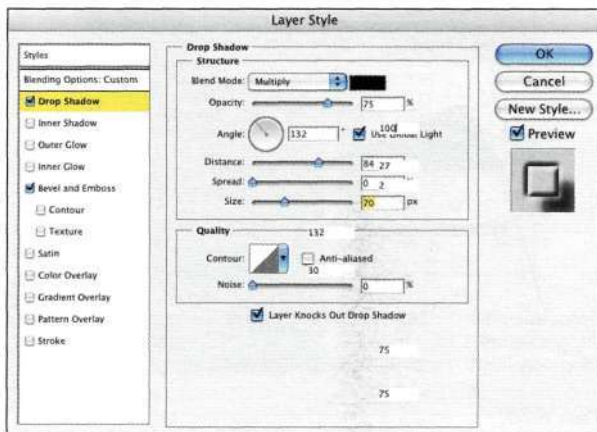 Layer Style
Styles
Blending Options: Custom
Drop Shadow
Inner Shadow
Outer Glow
Inner Glow
Bevel and Emboss
Contour
Texture
Satin
Color Overlay
Gradient Overlay
Pattern Overlay
Stroke
Drop Shadow
Structure
Blend Mode: Multiply
Opacity: 75 %
100
Angle: 132 ° Use Global Light
Distance: 84 27
Spread: 0 2
Size: 70 px
Quality
132
Contour: Anti-aliased
30
Noise: 0 %
Layer Knocks Out Drop Shadow
75
75
OK
Cancel
New Style...
Preview